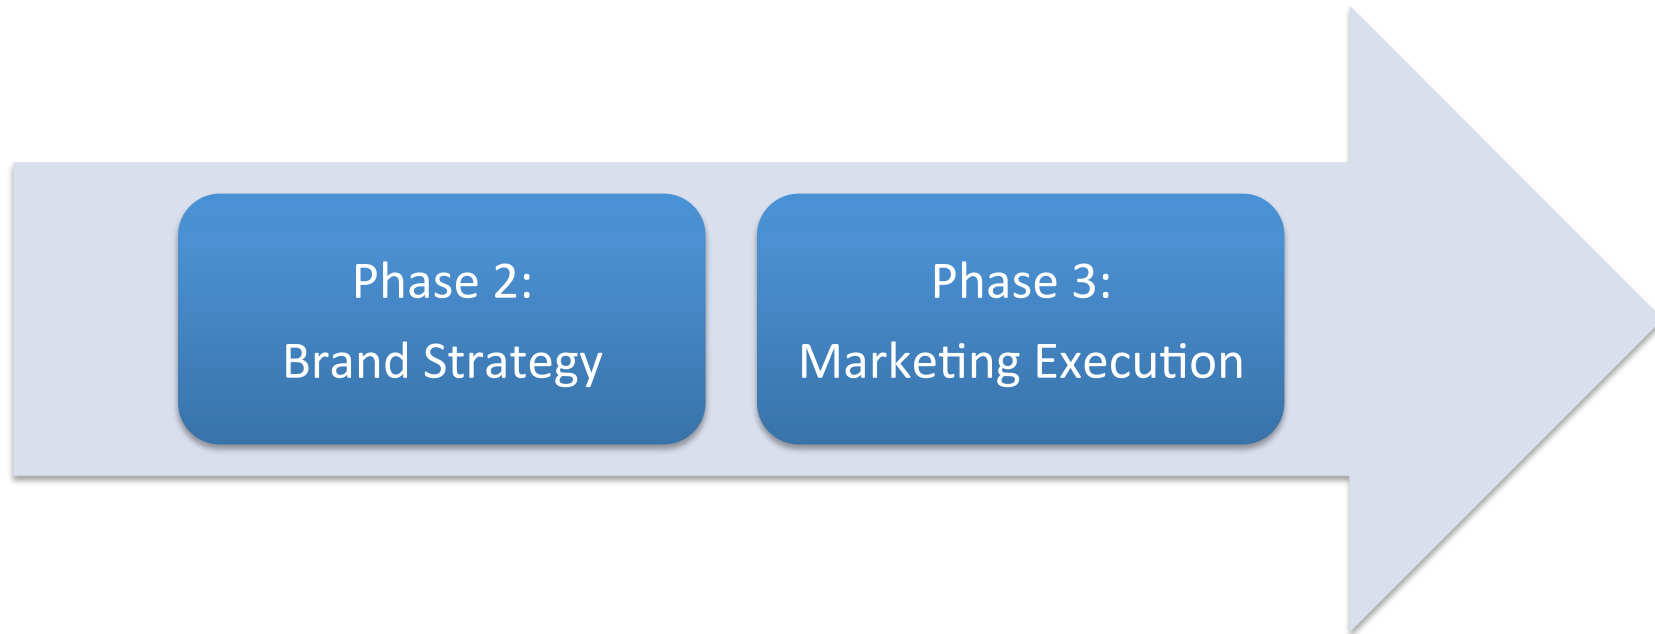 Phase 2:
Brand Strategy
Phase 3:
Marketing Execution